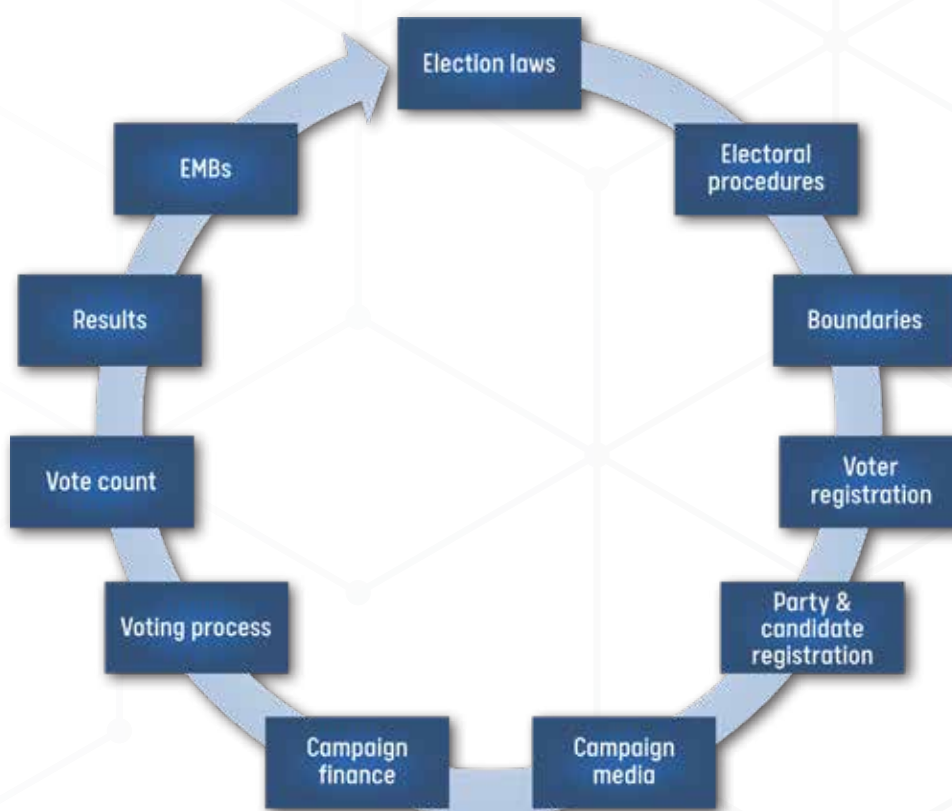 Election laws
Electoral
procedures
Boundaries
Voter
registration
Party &
candidate
registration
Campaign
media
Campaign
finance
Voting process
Vote count
Results
EMBs